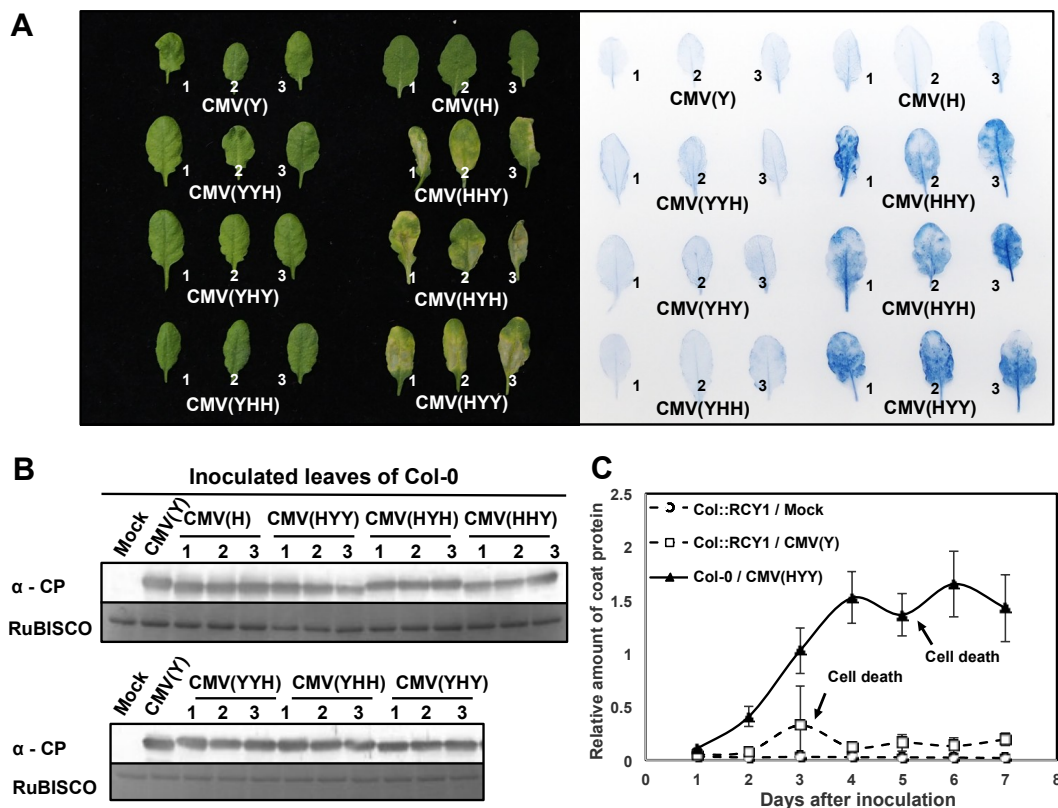 A
1 2 3
CMV(Y)
1 2 3
CMV(H)
1 2 3
CMV(YYH)
1 2 3
CMV(HHY)
1 2 3
CMV(YHY)
1 2 3
CMV(HYH)
1 2 3
CMV(YHH)
1 2 3
CMV(HYY)
1 2 3
CMV(Y)
1 2 3
CMV(H)
1 2 3
CMV(YYH)
1 2 3
CMV(HHY)
1 2 3
CMV(YHY)
1 2 3
CMV(HYH)
1 2 3
CMV(YHH)
1 2 3
CMV(HYY)
B
Inoculated leaves of Col-0
Mock CMV(Y) CMV(H) CMV(HYY) CMV(HYH) CMV(HHY)
1 2 3 1 2 3 1 2 3 1 2 3
α - CP
RuBISCO
Mock CMV(Y) CMV(YYH) CMV(YHH) CMV(YHY)
1 2 3 1 2 3 1 2 3
α - CP
RuBISCO
C
Relative amount of coat protein
2.5
2
1.5
1
0.5
0
Col::RCY1 / Mock
Col::RCY1 / CMV(Y)
Col-0 / CMV(HYY)
Cell death
Cell death
0 1 2 3 4 5 6 7 8
Days after inoculation